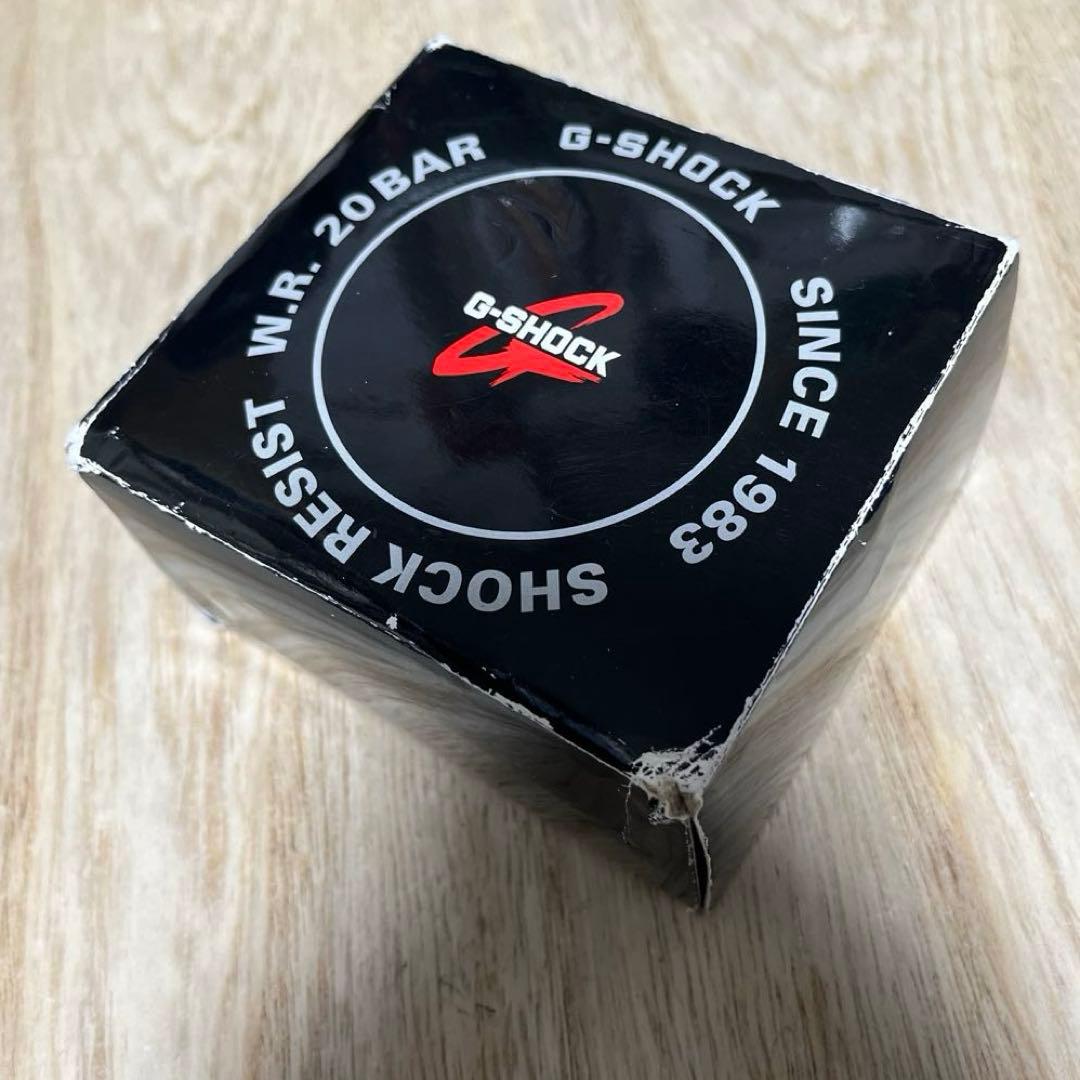 G-SHOCK
SINCE 1983
SHOCK RESIST
W.R. 20BAR
G-SHOCK